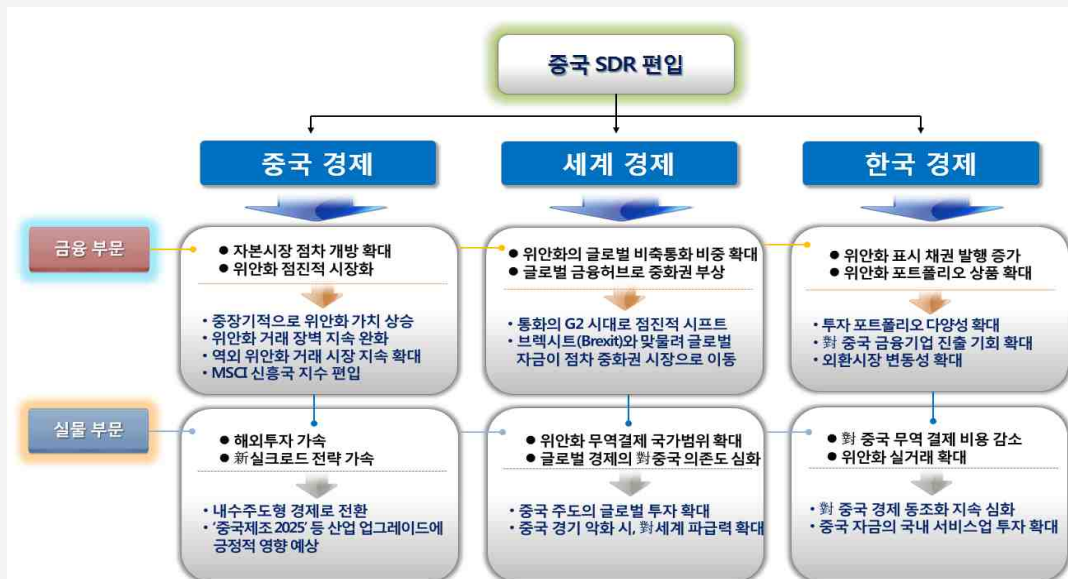 중국 SDR 편입
중국 경제
세계 경제
한국 경제
금융 부문
● 자본시장 점차 개방 확대
● 위안화 점진적 시장화
• 중장기적으로 위안화 가치 상승
• 위안화 거래 장벽 지속 완화
• 역외 위안화 거래 시장 지속 확대
• MSCI 신흥국 지수 편입
● 위안화의 글로벌 비축통화 비중 확대
● 글로벌 금융허브로 중화권 부상
• 통화의 G2 시대로 점진적 시프트
• 브렉시트(Brexit)와 맞물려 글로벌
자금이 점차 중화권 시장으로 이동
● 위안화 표시 채권 발행 증가
● 위안화 포트폴리오 상품 확대
• 투자 포트폴리오 다양성 확대
• 對 중국 금융기업 진출 기회 확대
• 외환시장 변동성 확대
실물 부문
● 해외투자 가속
● 新실크로드 전략 가속
• 내수주도형 경제로 전환
• '중국제조 2025' 등 산업 업그레이드에
긍정적 영향 예상
● 위안화 무역결제 국가범위 확대
● 글로벌 경제의 對중국 의존도 심화
• 중국 주도의 글로벌 투자 확대
• 중국 경기 악화 시, 對세계 파급력 확대
● 對 중국 무역 결제 비용 감소
● 위안화 실거래 확대
• 對 중국 경제 동조화 지속 심화
• 중국 자금의 국내 서비스업 투자 확대